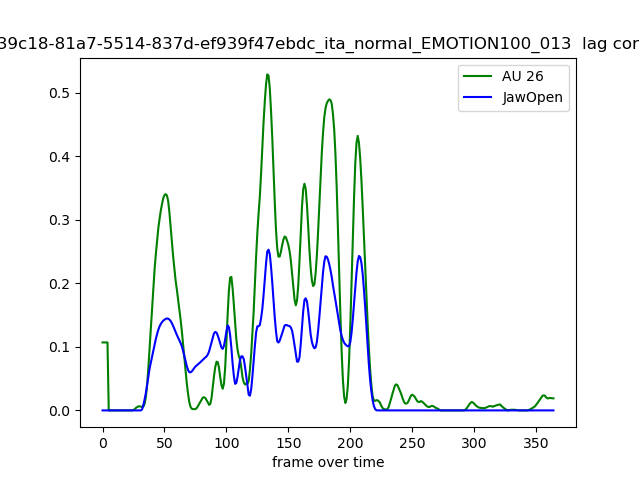 39c18-81a7-5514-837d-ef939f47ebdc_ita_normal_EMOTION100_013 lag cor
AU 26
JawOpen
0.5
0.4
0.3
0.2
0.1
0.0
0 50 100 150 200 250 300 350
frame over time